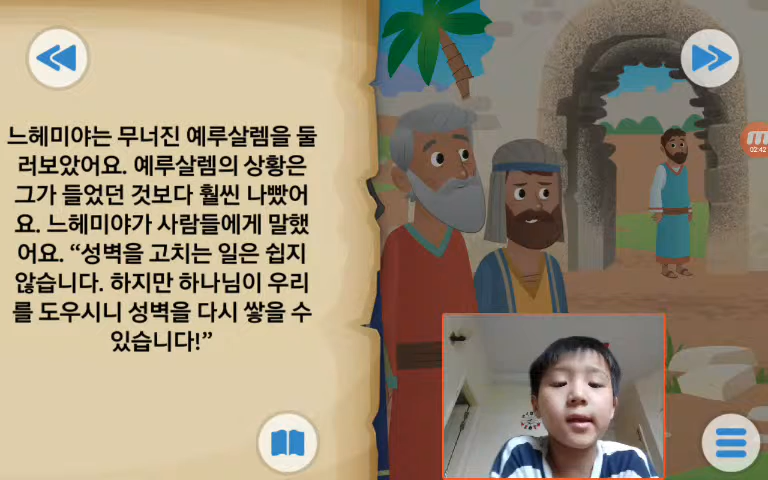 느헤미야는 무너진 예루살렘을 둘
러보았어요. 예루살렘의 상황은
그가 들었던 것보다 훨씬 나빴어
요. 느헤미야가 사람들에게 말했
어요. “성벽을 고치는 일은 쉽지
않습니다. 하지만 하나님이 우리
를 도우시니 성벽을 다시 쌓을 수
있습니다!”
02:42